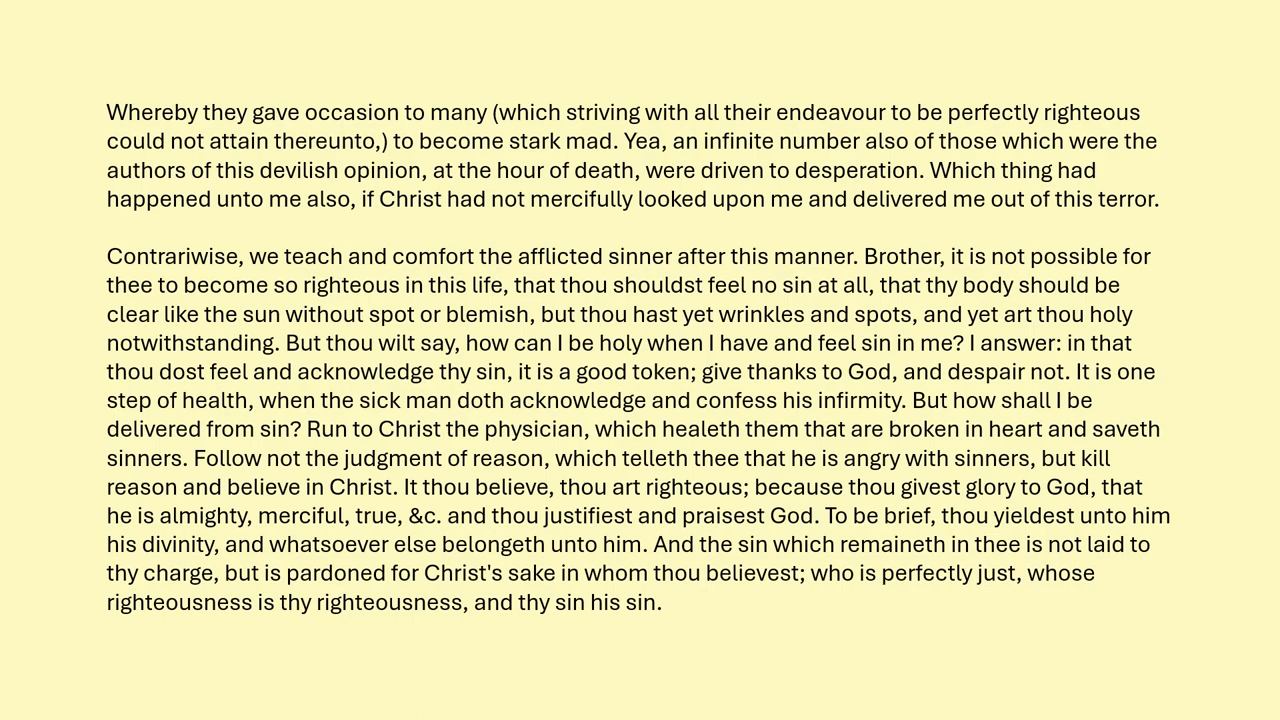 Whereby they gave occasion to many (which striving with all their endeavour to be perfectly righteous
could not attain thereunto,) to become stark mad. Yea, an infinite number also of those which were the
authors of this devilish opinion, at the hour of death, were driven to desperation. Which thing had
happened unto me also, if Christ had not mercifully looked upon me and delivered me out of this terror.
Contrariwise, we teach and comfort the afflicted sinner after this manner. Brother, it is not possible for
thee to become so righteous in this life, that thou shouldst feel no sin at all, that thy body should be
clear like the sun without spot or blemish, but thou hast yet wrinkles and spots, and yet art thou holy
notwithstanding. But thou wilt say, how can I be holy when I have and feel sin in me? I answer: in that
thou dost feel and acknowledge thy sin, it is a good token; give thanks to God, and despair not. It is one
step of health, when the sick man doth acknowledge and confess his infirmity. But how shall I be
delivered from sin? Run to Christ the physician, which healeth them that are broken in heart and saveth
sinners. Follow not the judgment of reason, which telleth thee that he is angry with sinners, but kill
reason and believe in Christ. It thou believe, thou art righteous; because thou givest glory to God, that
he is almighty, merciful, true, &c. and thou justifiest and praisest God. To be brief, thou yieldest unto him
his divinity, and whatsoever else belongeth unto him. And the sin which remaineth in thee is not laid to
thy charge, but is pardoned for Christ's sake in whom thou believest; who is perfectly just, whose
righteousness is thy righteousness, and thy sin his sin.